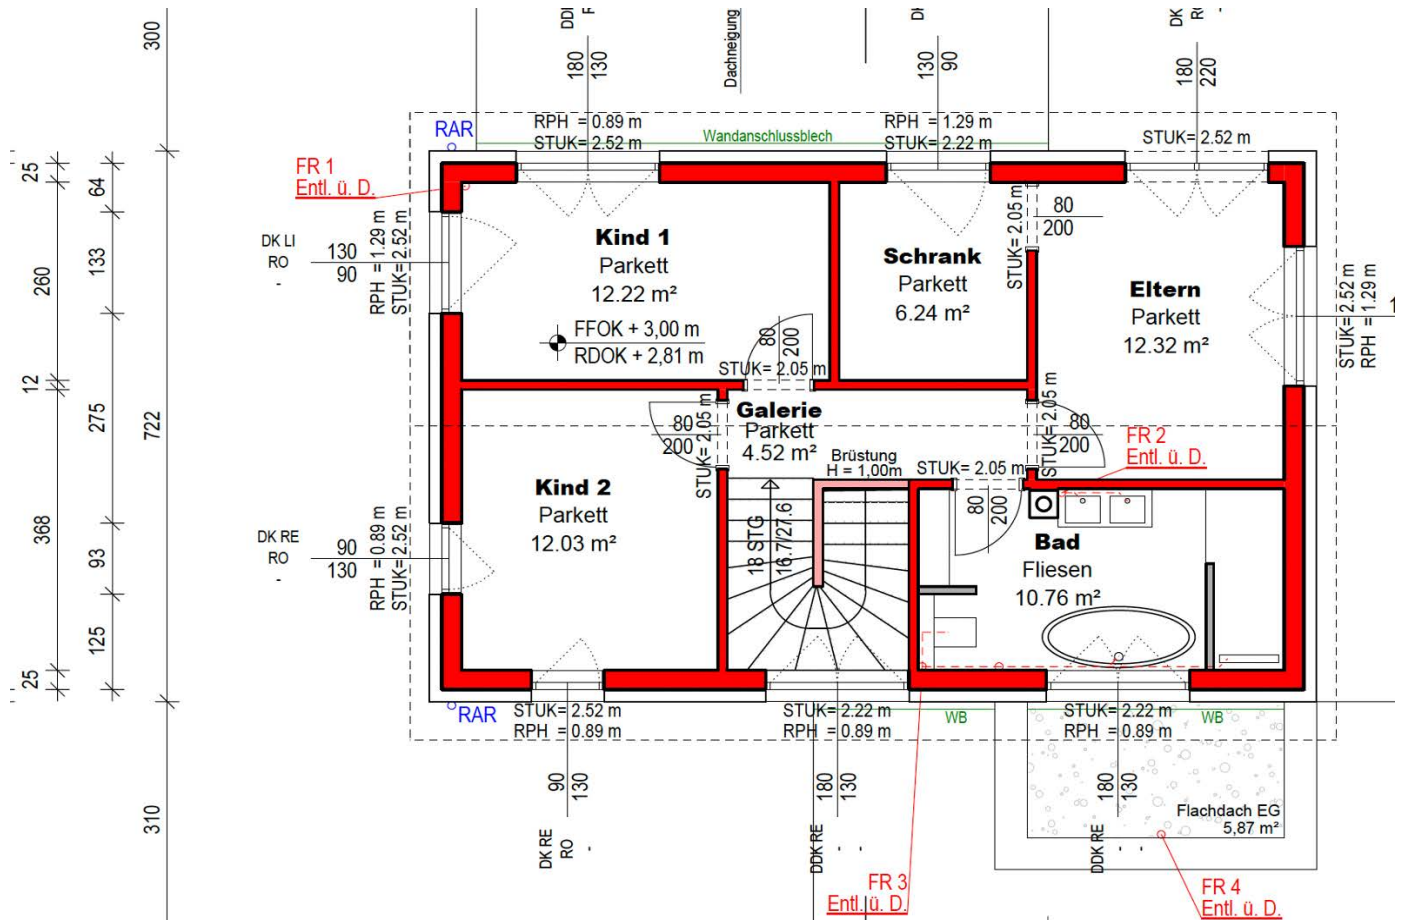 300
180
130
Dachneigung
130
90
180
220
RPH = 0.89 m
STUK= 2.52 m
Wandanschlussblech
RPH = 1.29 m
STUK= 2.22 m
STUK= 2.52 m
RAR
FR 1
Entl. ü. D.
25
64
DK LI
RO
-
130
90
RPH = 1.29 m
STUK= 2.52 m
133
260
Kind 1
Parkett
12.22 m²
FFOK + 3,00 m
RDOK + 2,81 m
80
200
STUK= 2.05 m
Schrank
Parkett
6.24 m²
STUK= 2.05 m
80
200
Eltern
Parkett
12.32 m²
STUK= 2.52 m
RPH = 1.29 m
1
12
275
722
80
200
STUK= 2.05 m
Galerie
Parkett
4.52 m²
Brüstung
H = 1,00m
STUK= 2.05 m
STUK= 2.05 m
80
200
FR 2
Entl. ü. D.
Kind 2
Parkett
12.03 m²
18 STG
16.7/27.6
80
200
Bad
Fliesen
10.76 m²
368
93
DK RE
RO
-
90
130
RPH = 0.89 m
STUK= 2.52 m
125
25
RAR
STUK= 2.52 m
RPH = 0.89 m
STUK= 2.22 m
RPH = 0.89 m
WB
STUK= 2.22 m
RPH = 0.89 m
WB
310
90
130
DK RE
RO
-
180
130
DDK RE
-
-
180
130
DDK RE
-
-
Flachdach EG
5,87 m²
FR 3
Entl. ü. D.
FR 4
Entl. ü. D.